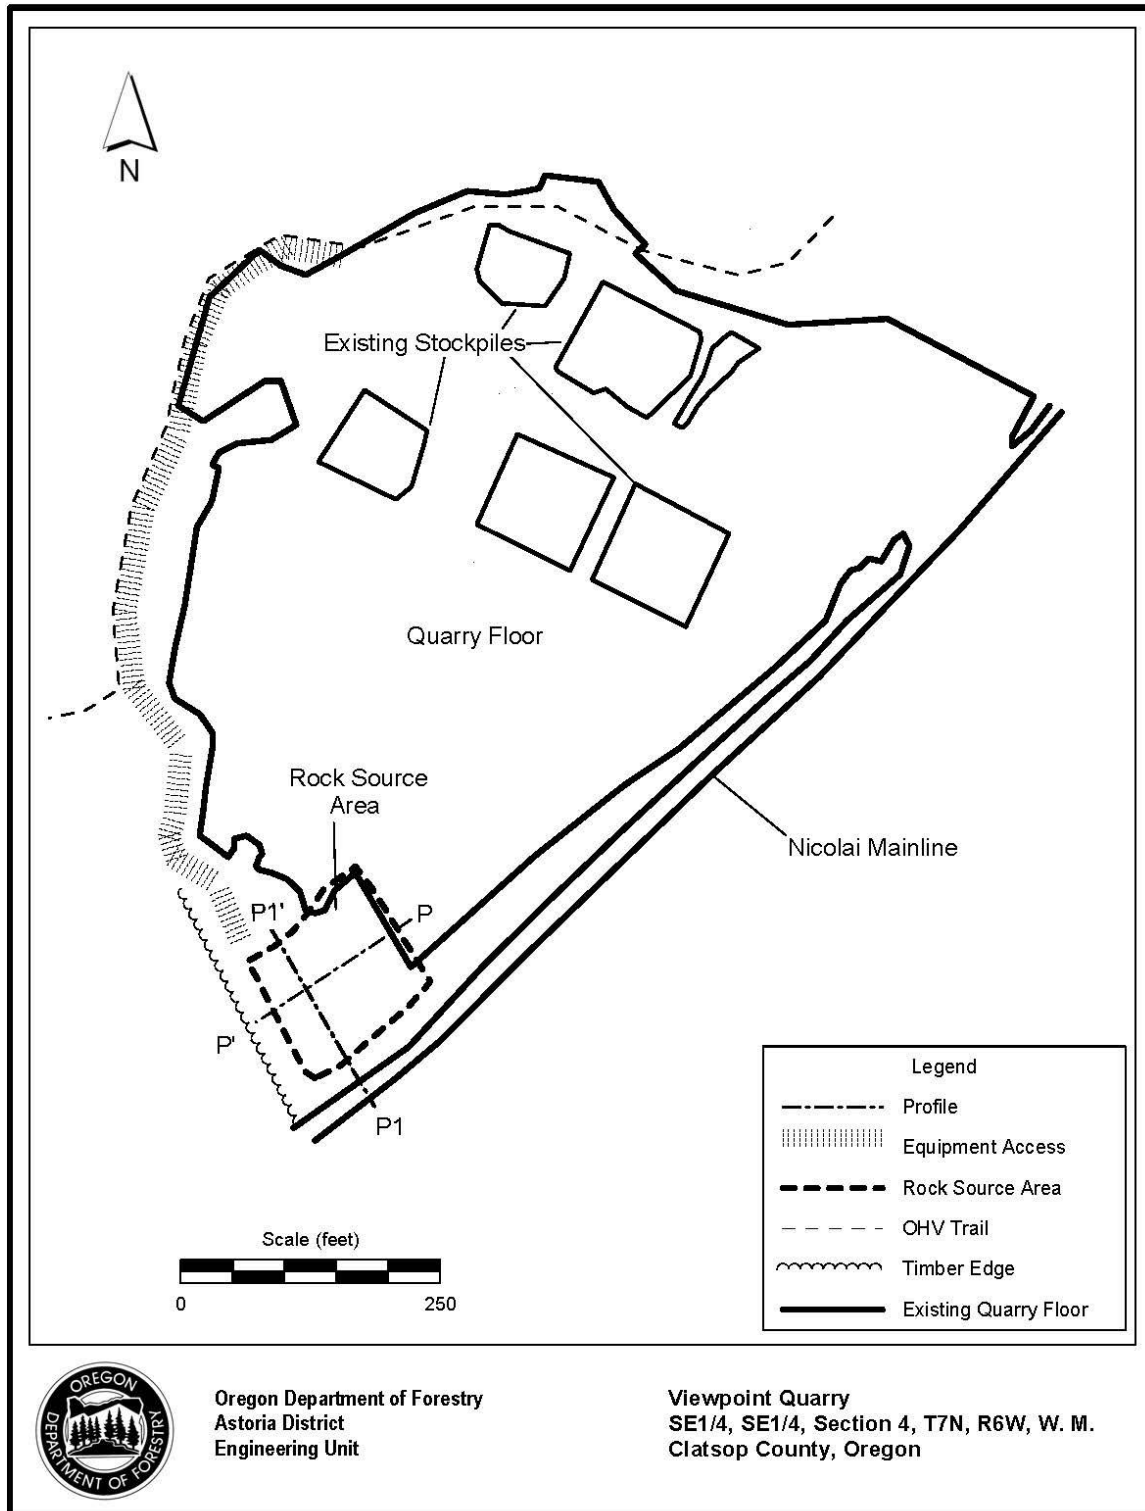 N
Existing Stockpiles
Quarry Floor
Rock Source
Area
Nicolai Mainline
P1'
P
P'
P1
Legend
Profile
Equipment Access
Rock Source Area
OHV Trail
Timber Edge
Existing Quarry Floor
Scale (feet)
0 250
OREGON
DEPARTMENT OF FORESTRY
Oregon Department of Forestry
Astoria District
Engineering Unit
Viewpoint Quarry
SE1/4, SE1/4, Section 4, T7N, R6W, W. M.
Clatsop County, Oregon